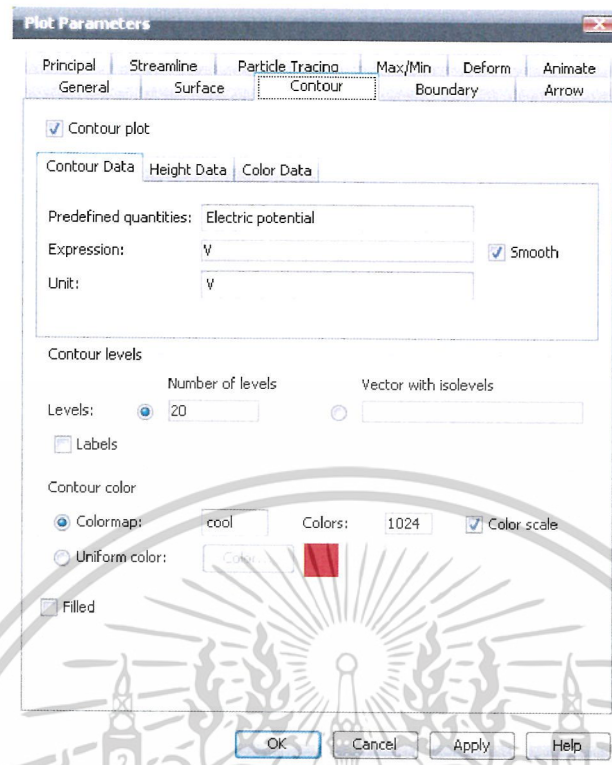 Plot Parameters
Principal Streamline Particle Tracing Max/Min Deform Animate
General Surface Contour Boundary Arrow
Contour plot
Contour Data Height Data Color Data
Predefined quantities: Electric potential
Expression: V Smooth
Unit: V
Contour levels
Number of levels Vector with isolevels
Levels: 20
Labels
Contour color
Colormap: cool Colors: 1024 Color scale
Uniform color: Color...
Filled
OK Cancel Apply Help